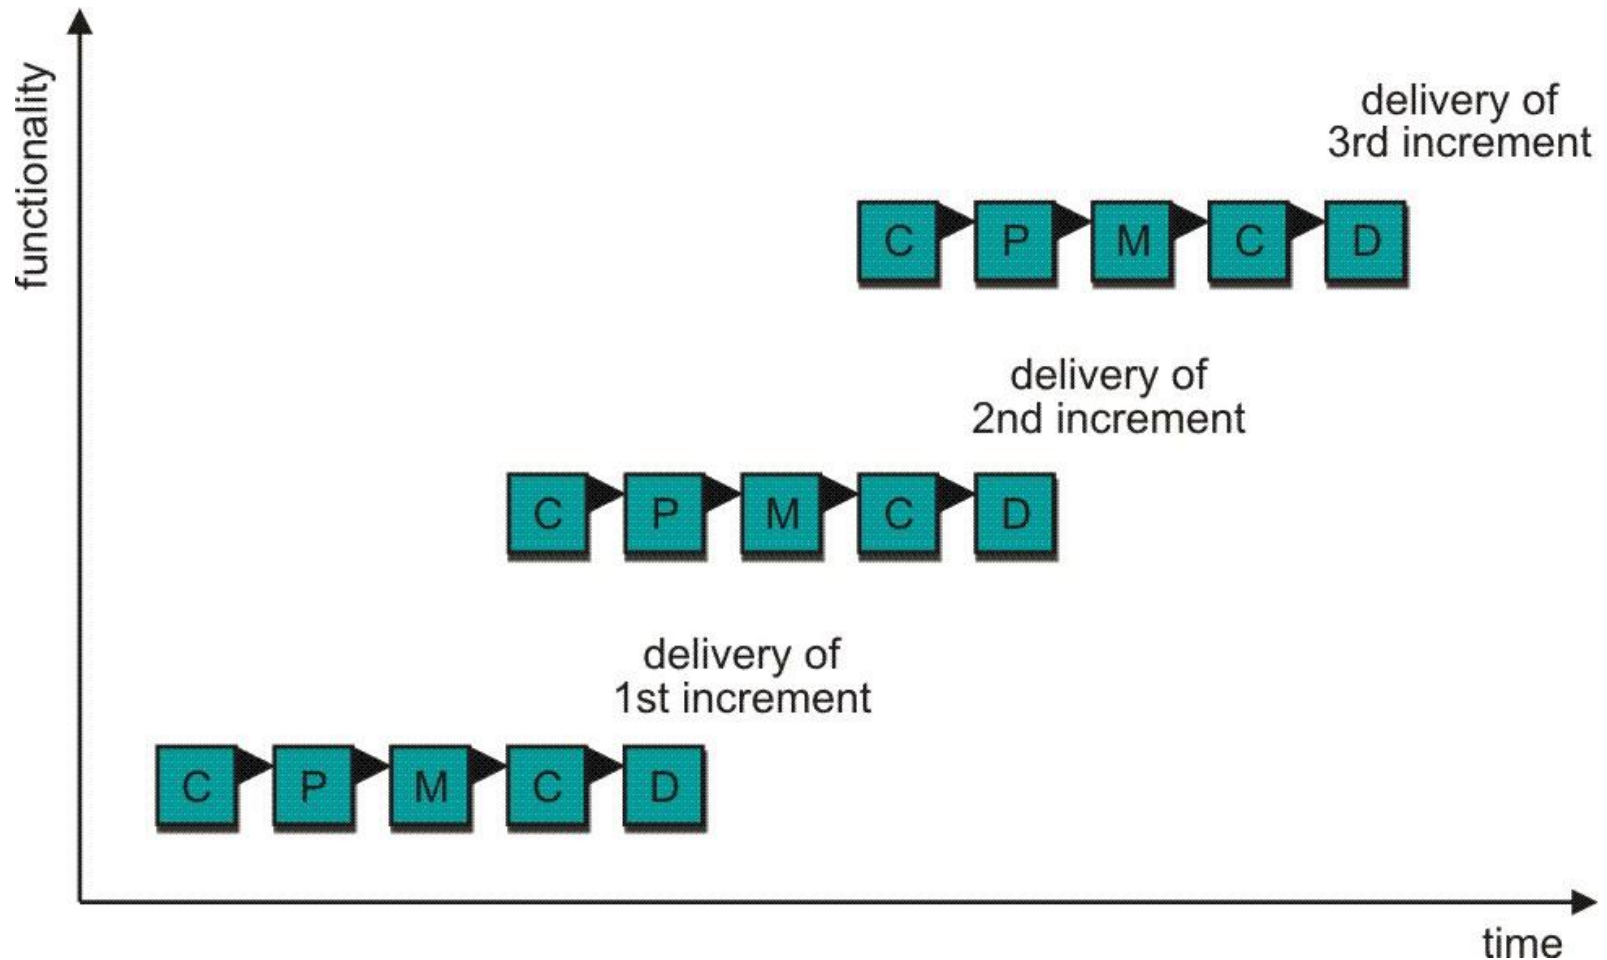 functionality
delivery of
3rd increment
C P M C D
delivery of
2nd increment
C P M C D
delivery of
1st increment
C P M C D
time